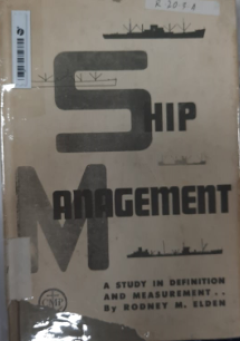 SHIP
MANAGEMENT
A STUDY IN DEFINITION
AND MEASUREMENT . .
By RODNEY M. ELDEN